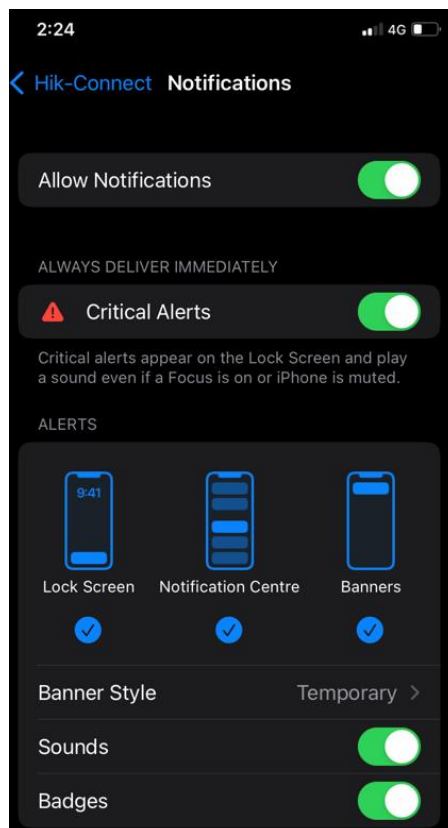 2:24
4G
Hik-Connect Notifications
Allow Notifications
ALWAYS DELIVER IMMEDIATELY
Critical Alerts
Critical alerts appear on the Lock Screen and play
a sound even if a Focus is on or iPhone is muted.
ALERTS
9:41
Lock Screen Notification Centre Banners
Banner Style Temporary >
Sounds
Badges